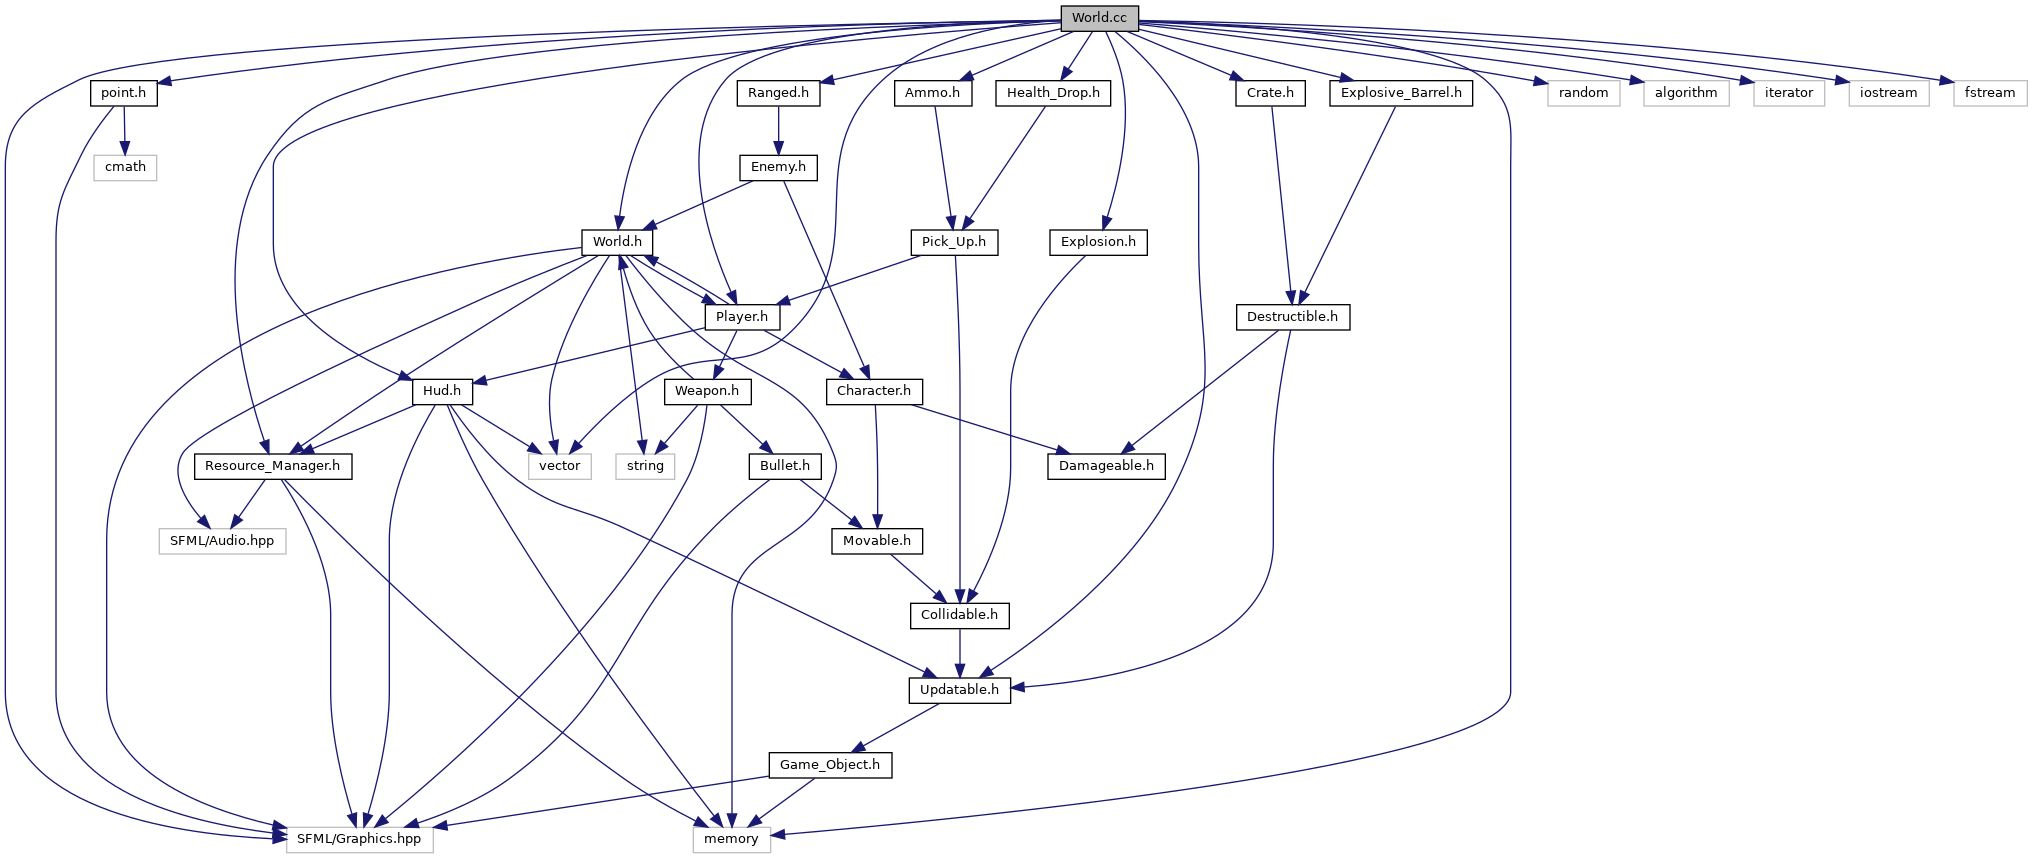 World.cc
point.h
Ranged.h
Ammo.h
Health_Drop.h
Crate.h
Explosive_Barrel.h
random
algorithm
iterator
iostream
fstream
cmath
Enemy.h
World.h
Pick_Up.h
Explosion.h
Player.h
Destructible.h
Hud.h
Weapon.h
Character.h
Resource_Manager.h
vector
string
Bullet.h
Damageable.h
SFML/Audio.hpp
Movable.h
Collidable.h
Updatable.h
Game_Object.h
SFML/Graphics.hpp
memory